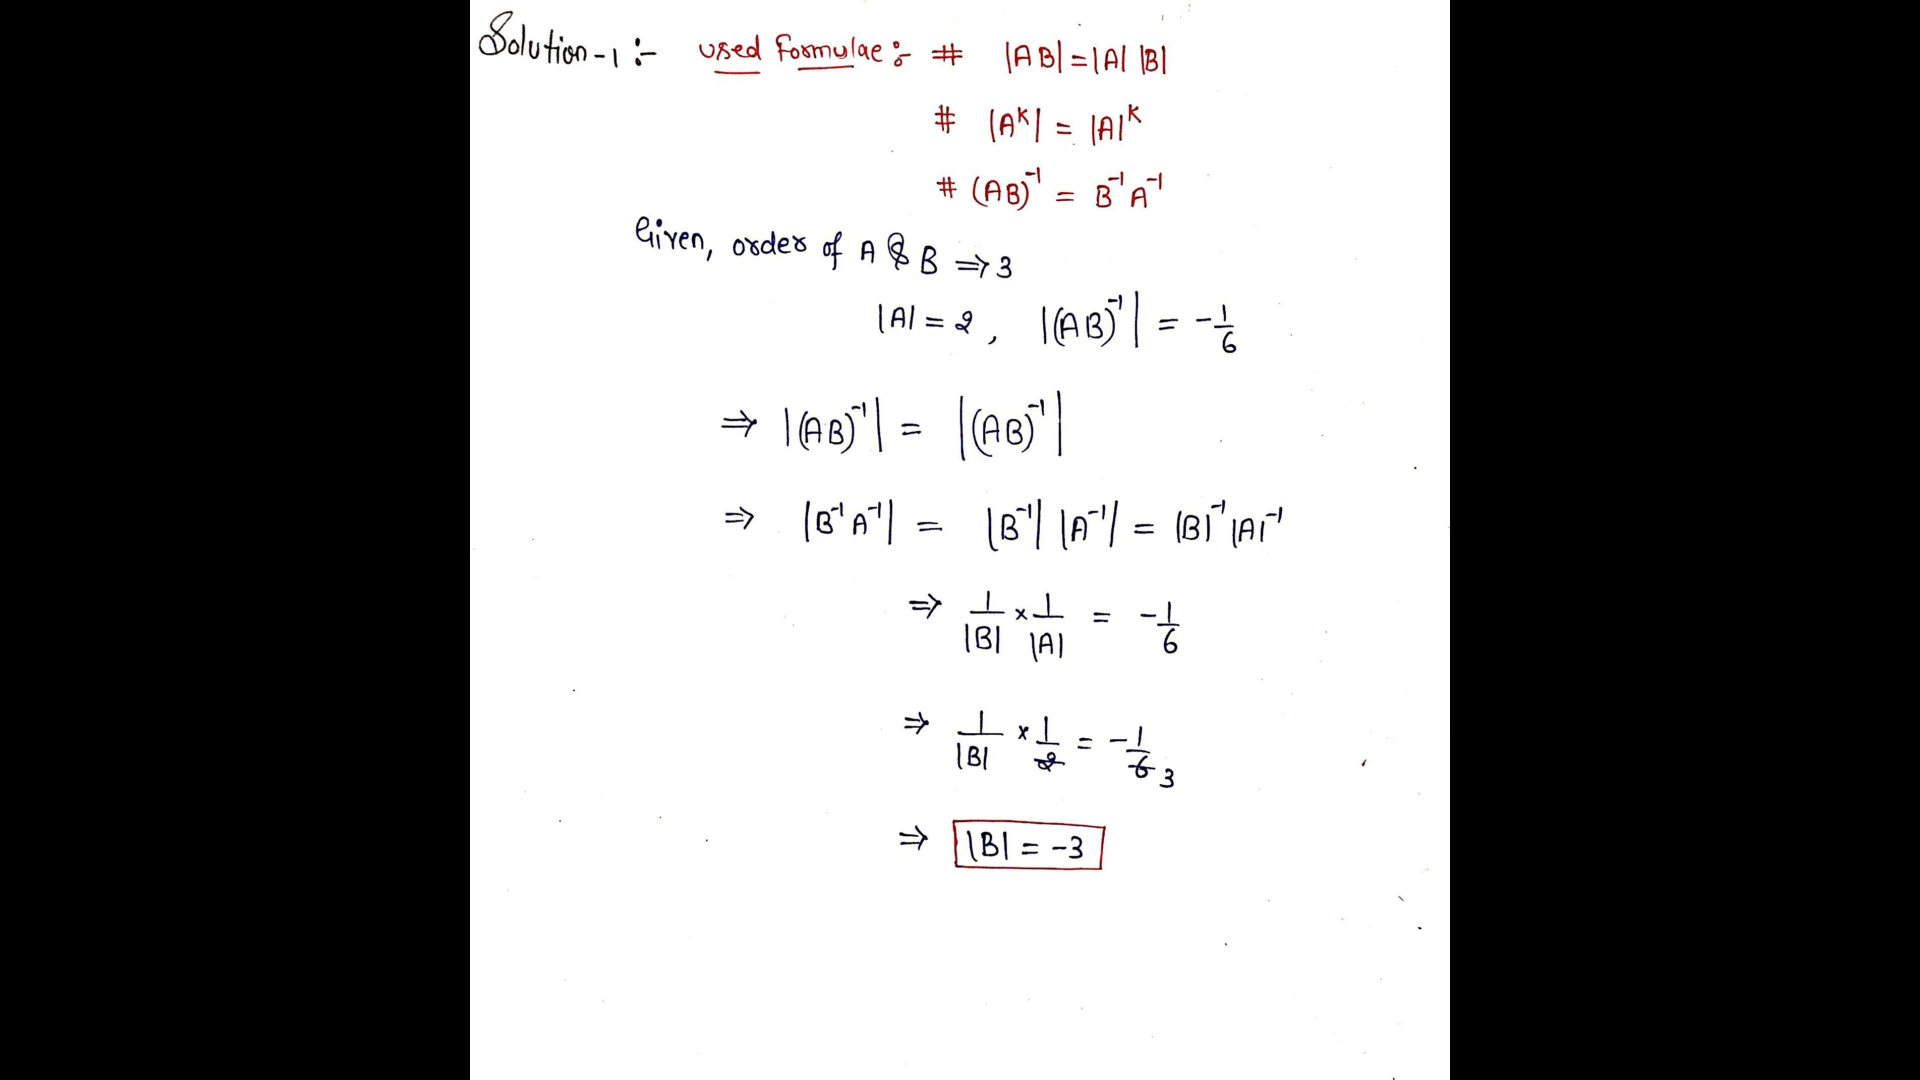 Solution-1 :- used Formulae :- # |AB| = |A| |B|
# |A^K| = |A|^K
# (AB)^-1 = B^-1 A^-1
Given, order of A & B ⇒ 3
|A| = 2, |(AB)^-1| = -1/6
⇒ |(AB)^-1| = |(AB)^-1|
⇒ |B^-1 A^-1| = |B^-1| |A^-1| = |B|^-1 |A|^-1
⇒ 1/|B| × 1/|A| = -1/6
⇒ 1/|B| × 1/2 = -1/6 3
⇒ |B| = -3